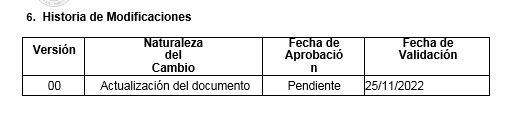 6. Historia de Modificaciones
Versión
Naturaleza
del
Cambio
Fecha de
Aprobació
n
Fecha de
Validación
00
Actualización del documento
Pendiente
25/11/2022